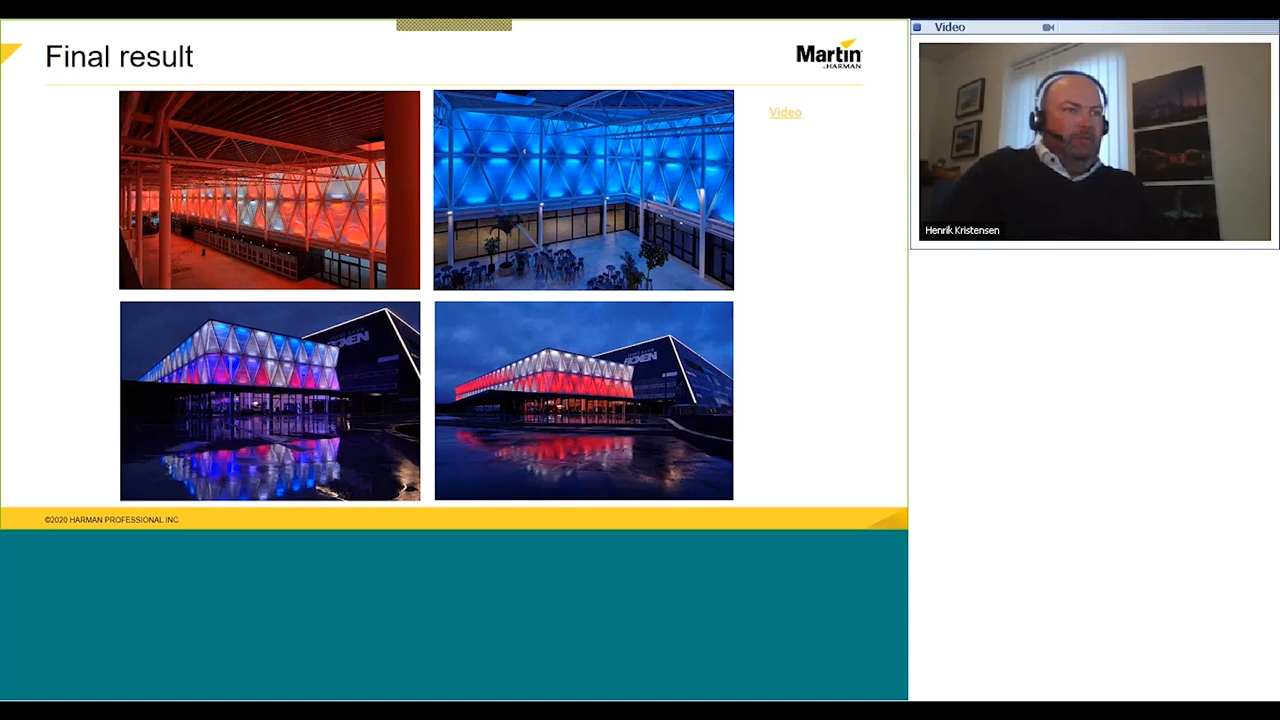 Final result
Martin
by HARMAN
Video
BOXEN
BOXEN
©2020 HARMAN PROFESSIONAL INC.
Video
Henrik Kristensen